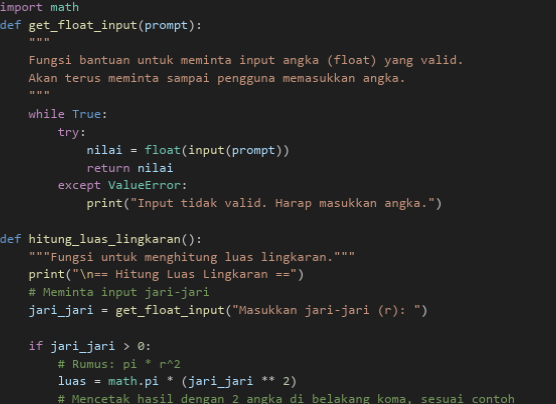 import math
def get_float_input(prompt):
    """
    Fungsi bantuan untuk meminta input angka (float) yang valid.
    Akan terus meminta sampai pengguna memasukkan angka.
    """
    while True:
        try:
            nilai = float(input(prompt))
            return nilai
        except ValueError:
            print("Input tidak valid. Harap masukkan angka.")

def hitung_luas_lingkaran():
    """Fungsi untuk menghitung luas lingkaran."""
    print("\n== Hitung Luas Lingkaran ==")
    # Meminta input jari-jari
    jari_jari = get_float_input("Masukkan jari-jari (r): ")

    if jari_jari > 0:
        # Rumus: pi * r^2
        luas = math.pi * (jari_jari ** 2)
        # Mencetak hasil dengan 2 angka di belakang koma, sesuai contoh